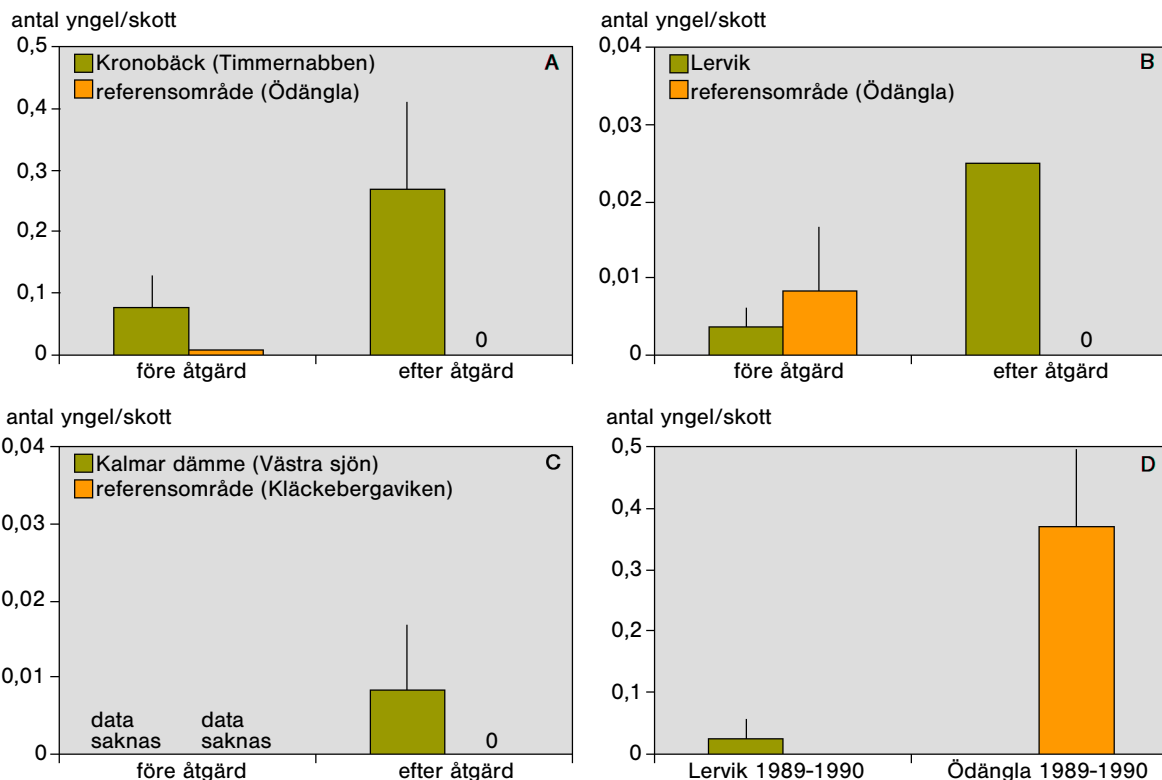 antal yngel/skott
0,5
0,4
0,3
0,2
0,1
0
Kronobäck (Timmernabben)
referensområde (Ödängla)
A
0
före åtgärd
efter åtgärd
antal yngel/skott
0,04
0,03
0,02
0,01
0
Lervik
referensområde (Ödängla)
B
0
före åtgärd
efter åtgärd
antal yngel/skott
0,04
0,03
0,02
0,01
0
Kalmar dämme (Västra sjön)
referensområde (Kläckebergaviken)
C
data
saknas
data
saknas
0
före åtgärd
efter åtgärd
antal yngel/skott
0,5
0,4
0,3
0,2
0,1
0
D
Lervik 1989-1990
Ödängla 1989-1990